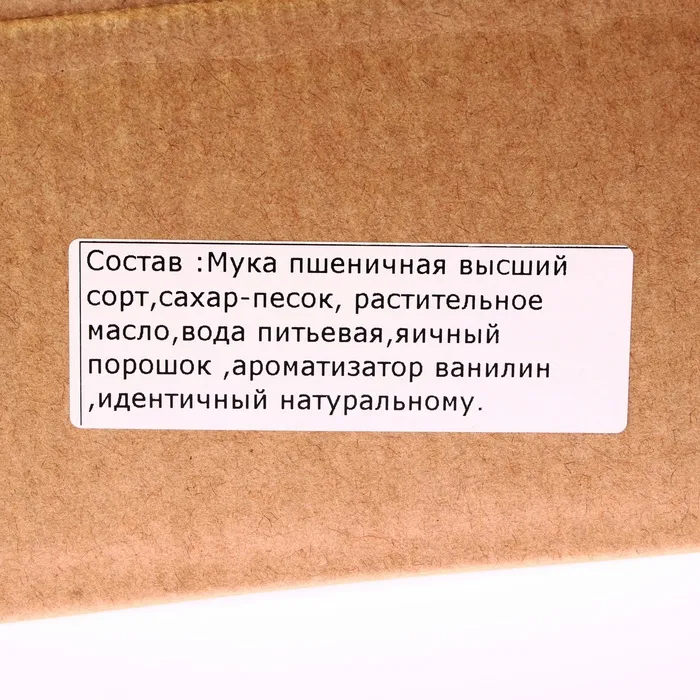 Состав :Мука пшеничная высший
сорт,сахар-песок, растительное
масло,вода питьевая,яичный
порошок ,ароматизатор ванилин
,идентичный натуральному.